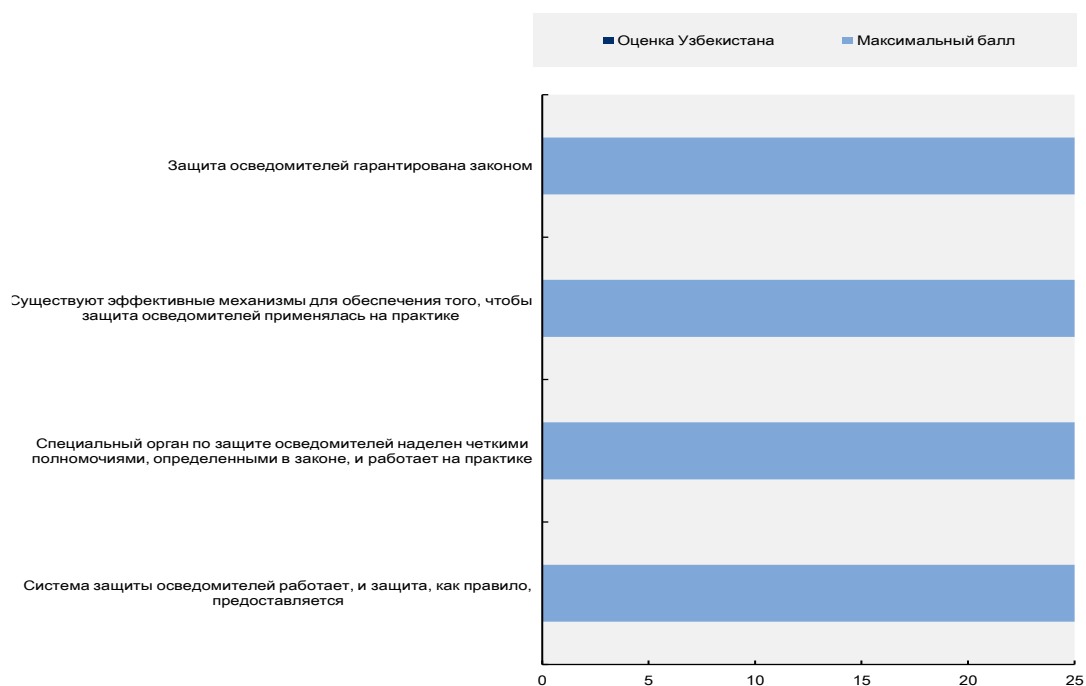 Оценка Узбекистана
Максимальный балл
Защита осведомителей гарантирована законом
Существуют эффективные механизмы для обеспечения того, чтобы
защита осведомителей применялась на практике
Специальный орган по защите осведомителей наделен четкими
полномочиями, определенными в законе, и работает на практике
Система защиты осведомителей работает, и защита, как правило,
предоставляется
0 5 10 15 20 25